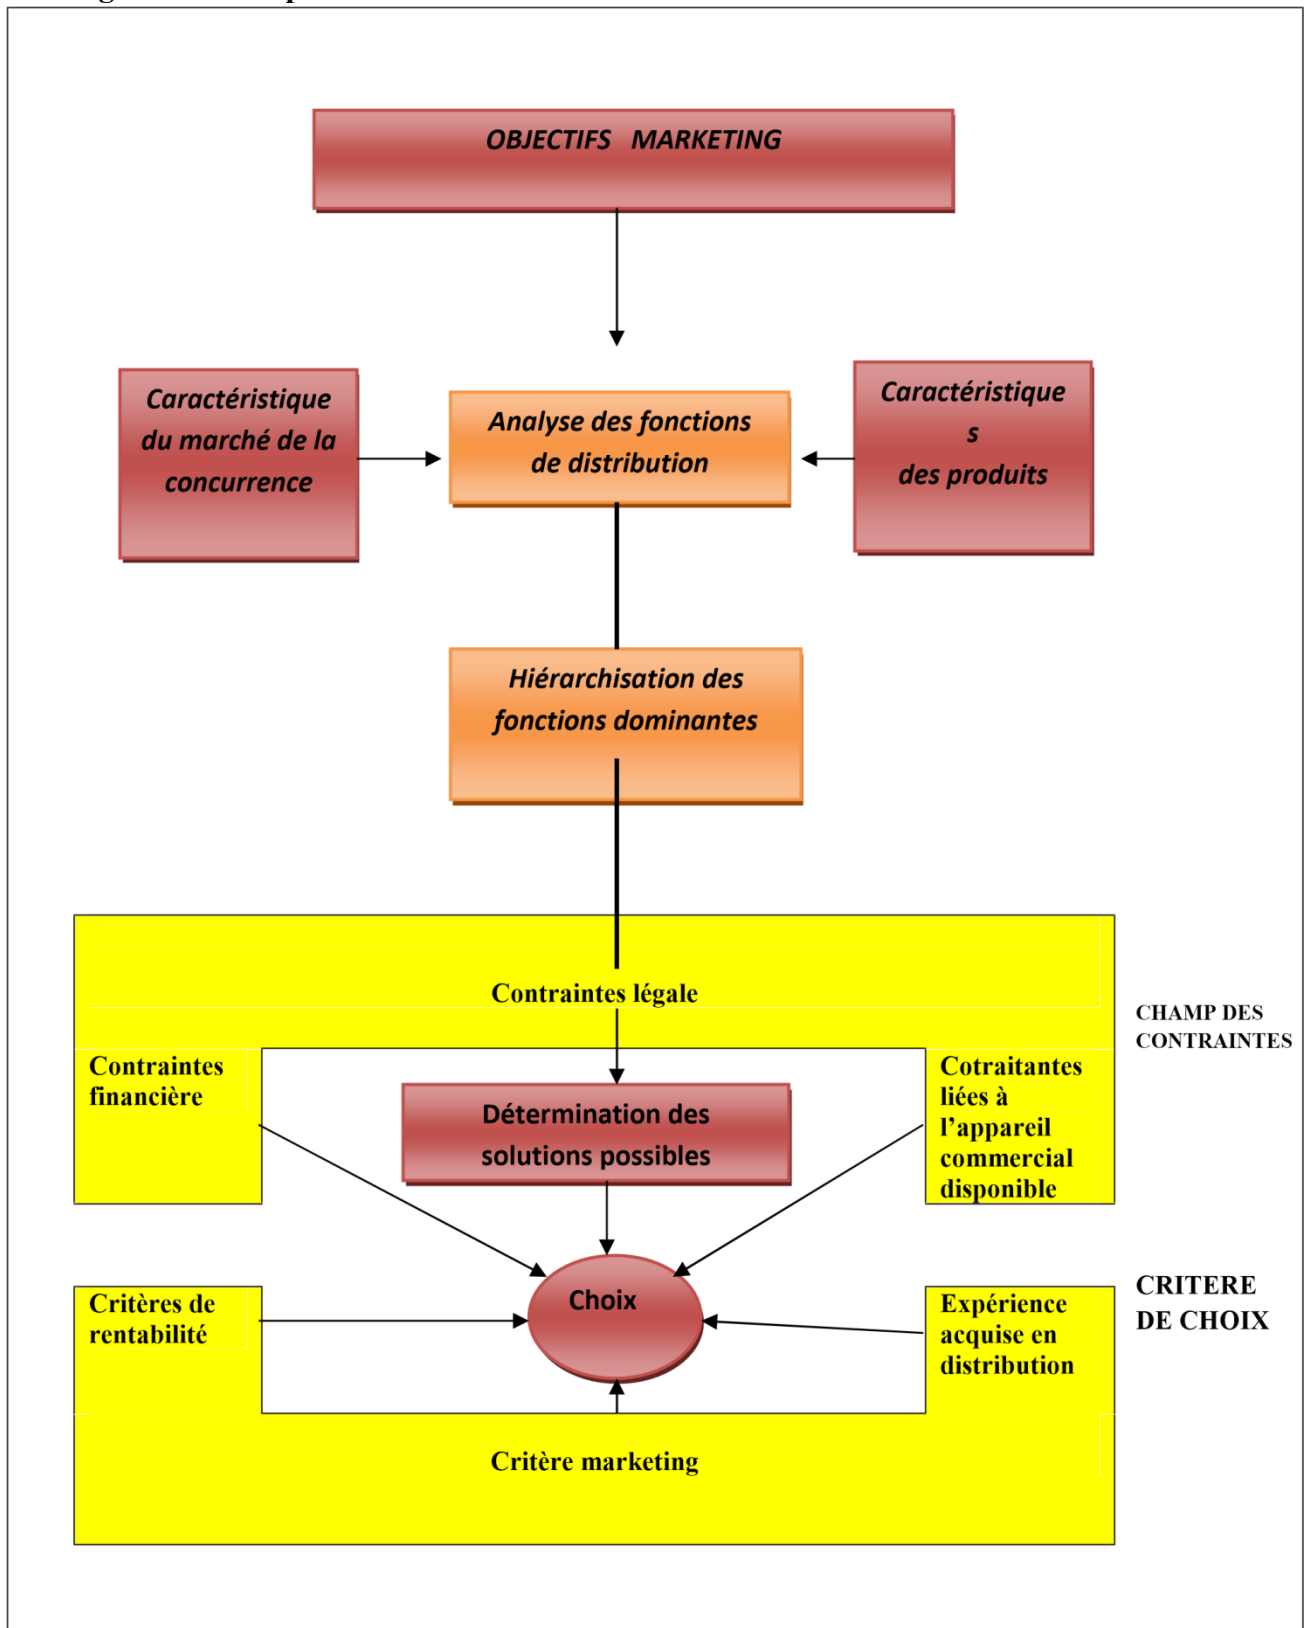 OBJECTIFS MARKETING
Caractéristique
du marché de la
concurrence
Analyse des fonctions
de distribution
Caractéristique
s
des produits
Hiérarchisation des
fonctions dominantes
Contraintes légale
CHAMP DES
CONTRAINTES
Contraintes
financière
Détermination des
solutions possibles
Cotraitantes
liées à
l’appareil
commercial
disponible
Choix
Critères de
rentabilité
Expérience
acquise en
distribution
CRITERE
DE CHOIX
Critère marketing